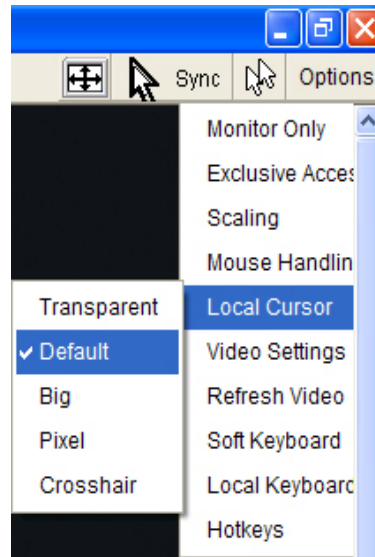 Sync
Options
Monitor Only
Exclusive Acces
Scaling
Mouse Handlin
Local Cursor
Video Settings
Refresh Video
Soft Keyboard
Local Keyboard
Hotkeys
Transparent
Default
Big
Pixel
Crosshair